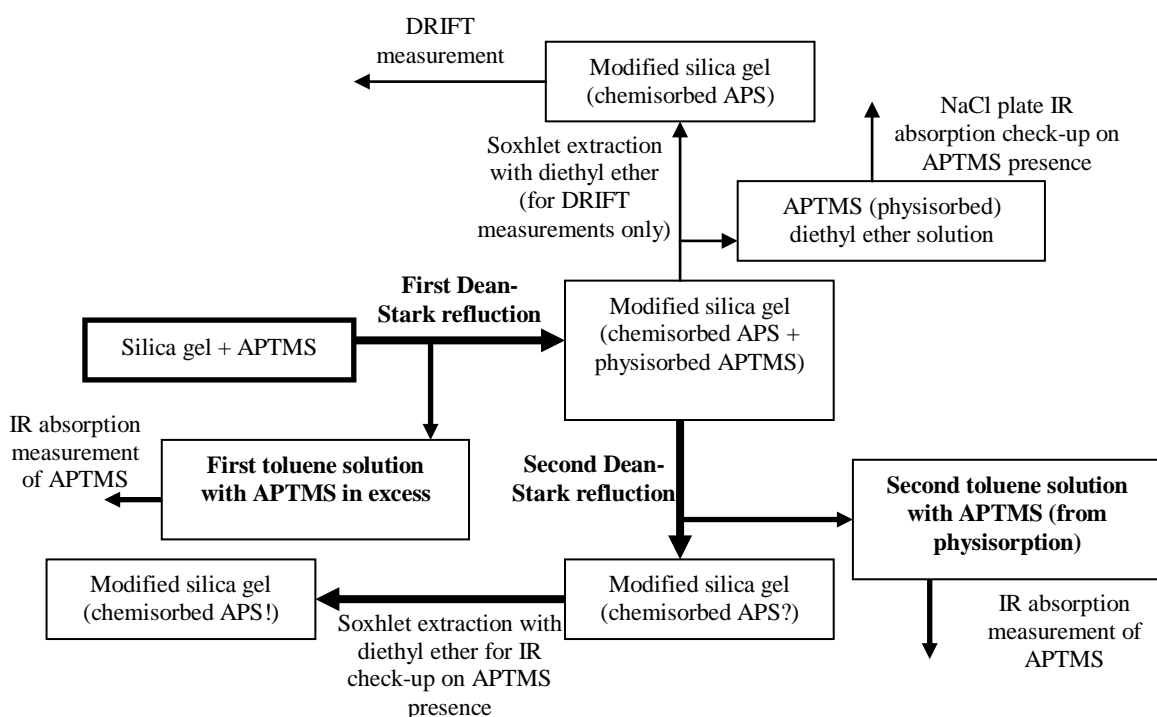 DRIFT
measurement
Modified silica gel
(chemisorbed APS)
NaCl plate IR
absorption check-up on
APTMS presence
Soxhlet extraction
with diethyl ether
(for DRIFT
measurements only)
APTMS (physisorbed)
diethyl ether solution
First Dean-
Stark refluction
Modified silica gel
(chemisorbed APS +
physisorbed APTMS)
Silica gel + APTMS
IR absorption
measurement
of APTMS
First toluene solution
with APTMS in excess
Second Dean-
Stark refluction
Second toluene solution
with APTMS (from
physisorption)
Modified silica gel
(chemisorbed APS!)
Soxhlet extraction with
diethyl ether for IR
check-up on APTMS
presence
Modified silica gel
(chemisorbed APS?)
IR absorption
measurement of
APTMS